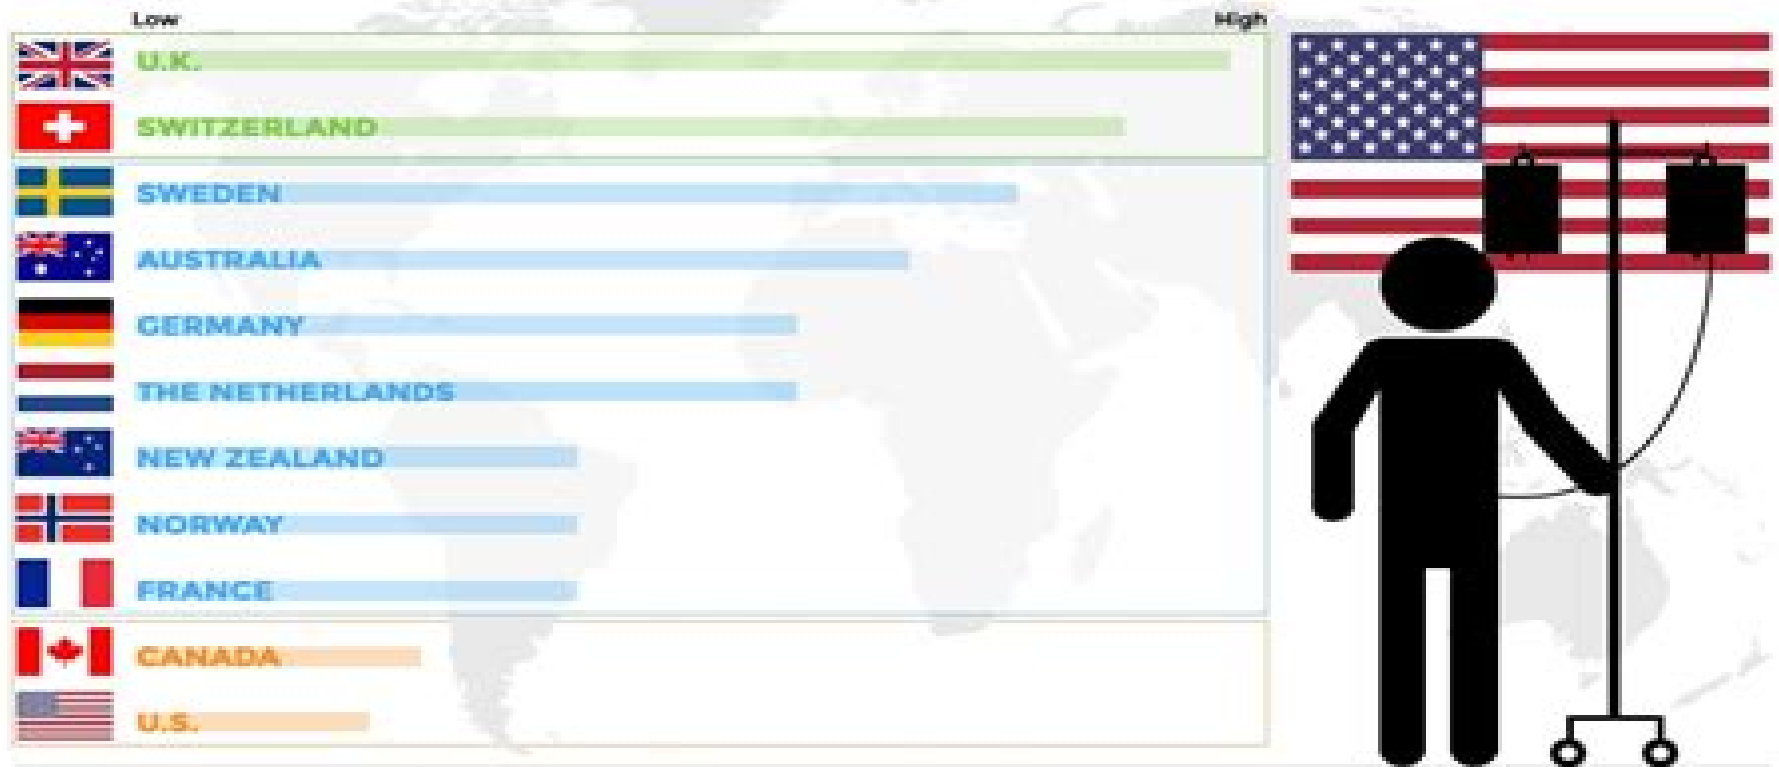 Low
High
U.K.
SWITZERLAND
SWEDEN
AUSTRALIA
GERMANY
THE NETHERLANDS
NEW ZEALAND
NORWAY
FRANCE
CANADA
U.S.